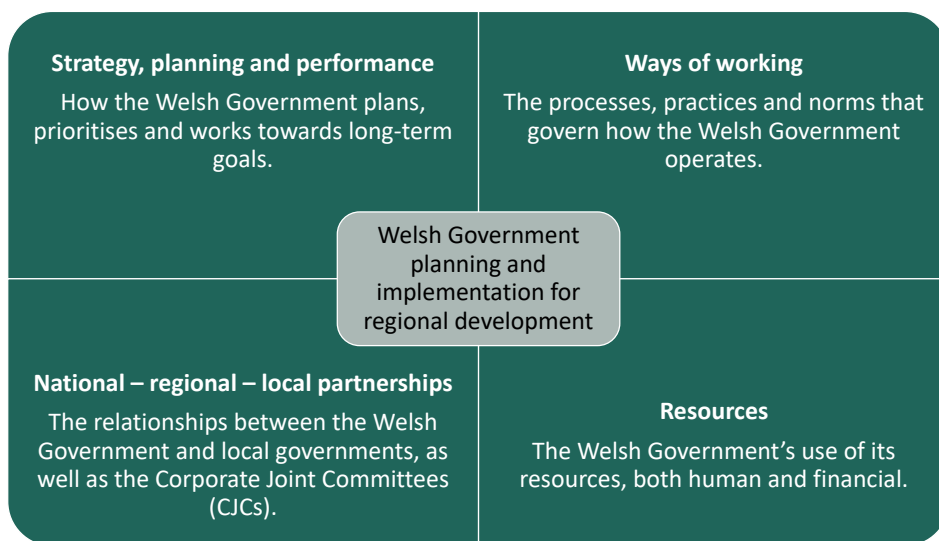 Strategy, planning and performance
How the Welsh Government plans,
prioritises and works towards long-term
goals.
Ways of working
The processes, practices and norms that
govern how the Welsh Government
operates.
Welsh Government
planning and
implementation for
regional development
National – regional – local partnerships
The relationships between the Welsh
Government and local governments, as
well as the Corporate Joint Committees
(CJCs).
Resources
The Welsh Government’s use of its
resources, both human and financial.